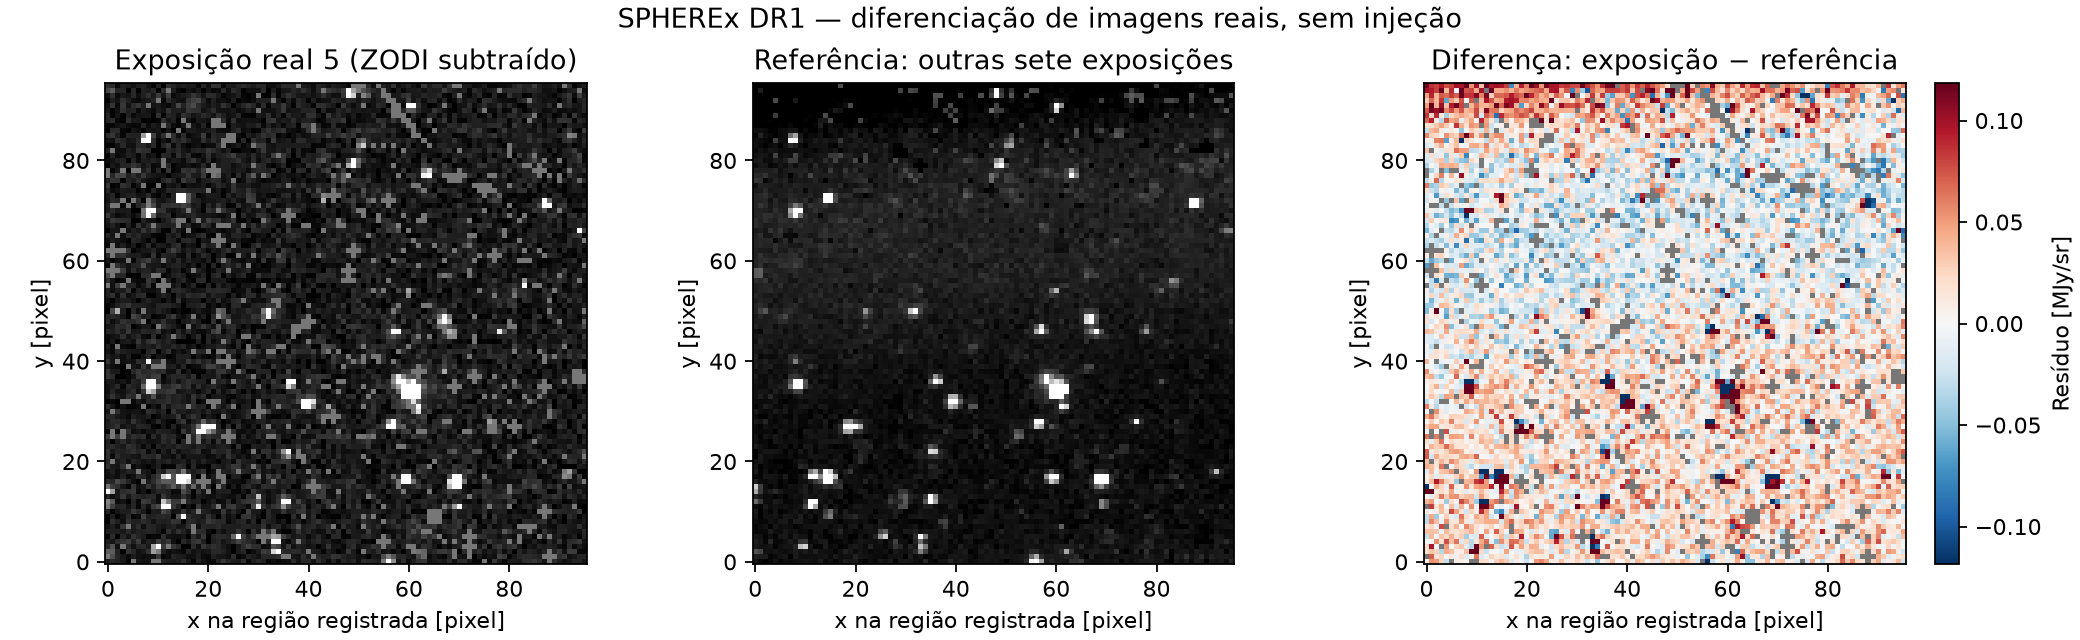 SPHEREx DR1 — diferenciação de imagens reais, sem injeção
Exposição real 5 (ZODI subtraído)
80
60
40
20
0
y [pixel]
0 20 40 60 80
x na região registrada [pixel]
Referência: outras sete exposições
80
60
40
20
0
y [pixel]
0 20 40 60 80
x na região registrada [pixel]
Diferença: exposição − referência
80
60
40
20
0
y [pixel]
0 20 40 60 80
x na região registrada [pixel]
0.10
0.05
0.00
−0.05
−0.10
Resíduo [MJy/sr]